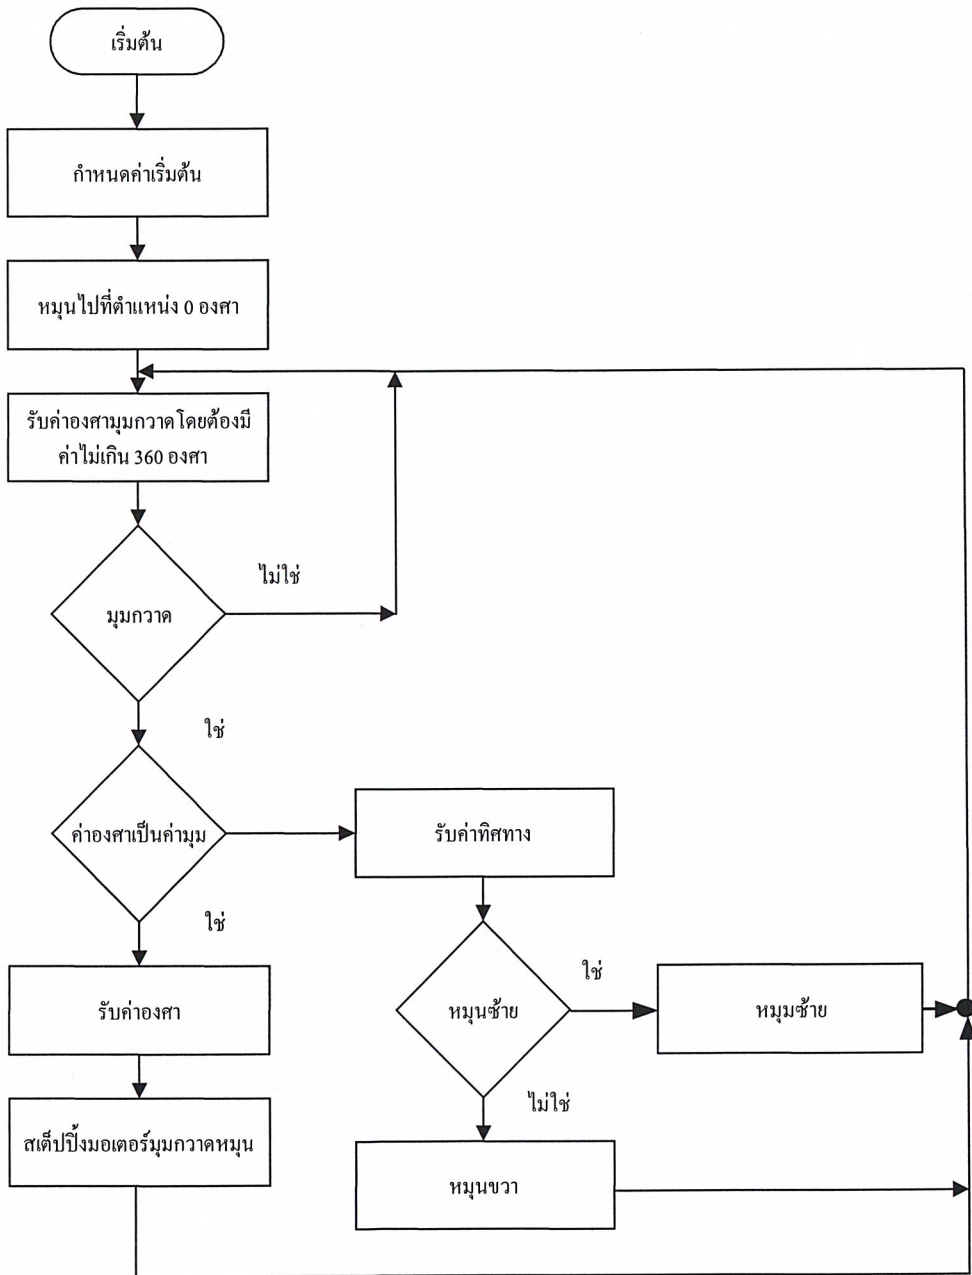 เริ่มต้น
กำหนดค่าเริ่มต้น
หมุนไปที่ตำแหน่ง 0 องศา
รับค่าองศามุมกวาดโดยต้องมี
ค่าไม่เกิน 360 องศา
ไม่ใช่
มุมกวาด
ใช่
ค่าองศาเป็นค่ามุม
รับค่าทิศทาง
ใช่
รับค่าองศา
หมุนซ้าย
ใช่
หมุมซ้าย
ไม่ใช่
สเต็ปปิ้งมอเตอร์มุมกวาดหมุน
หมุนขวา